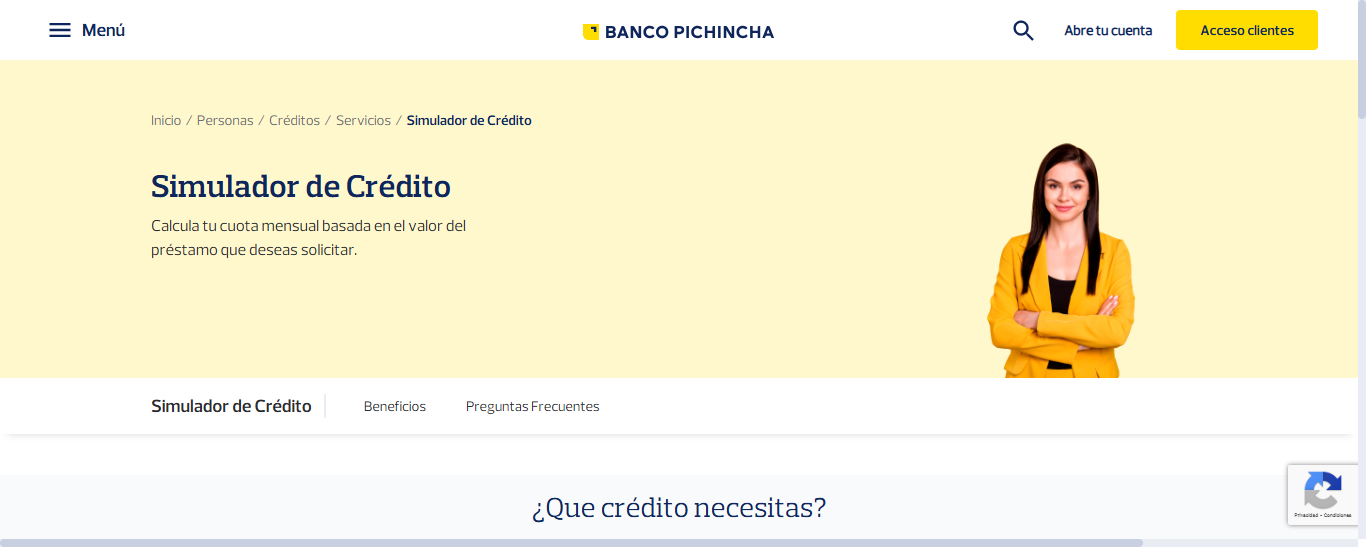 Menú
BANCO PICHINCHA
Abre tu cuenta
Acceso clientes
Inicio / Personas / Créditos / Servicios / Simulador de Crédito
Simulador de Crédito
Calcula tu cuota mensual basada en el valor del
préstamo que deseas solicitar.
Simulador de Crédito
Beneficios
Preguntas Frecuentes
¿Que crédito necesitas?
Privacidad - Condiciones